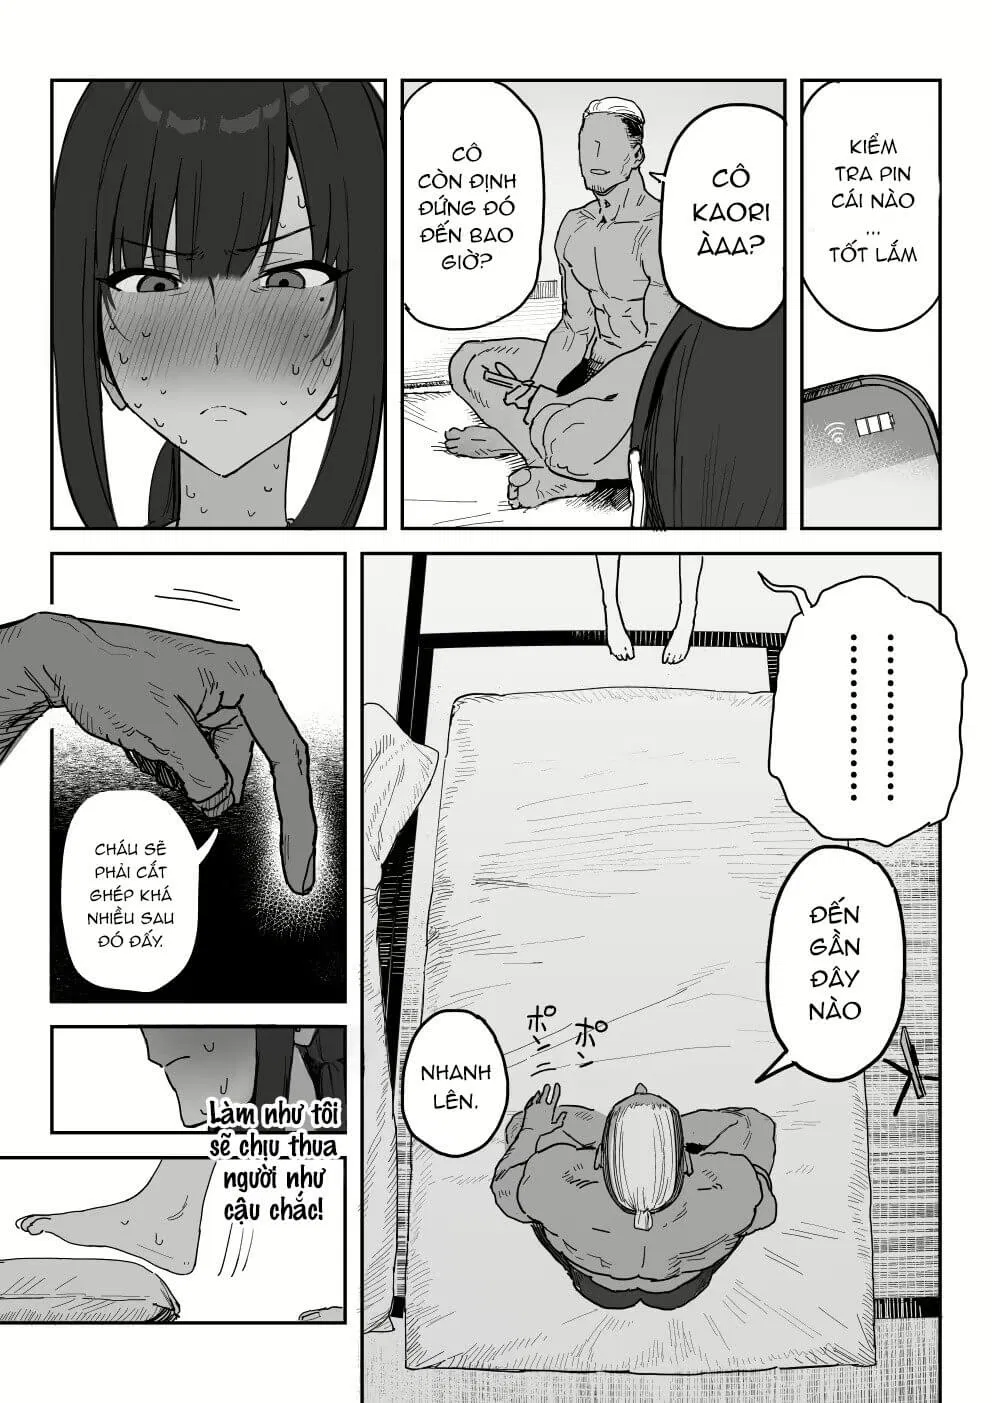 KIỂM
TRA PIN
CÁI NÀO
...
TỐT LẮM
CÔ
KAORI
ÀAA?
CÔ
CÒN ĐỊNH
ĐỨNG ĐÓ
ĐẾN BAO
GIỜ?
ĐẾN
GẦN
ĐÂY
NÀO
ポンポン
NHANH
LÊN.
CHÁU SẼ
PHẢI CẮT
GHÉP KHÁ
NHIỀU SAU
ĐÓ ĐẤY.
Làm như tôi
sẽ chịu thua
người như
cậu chắc!